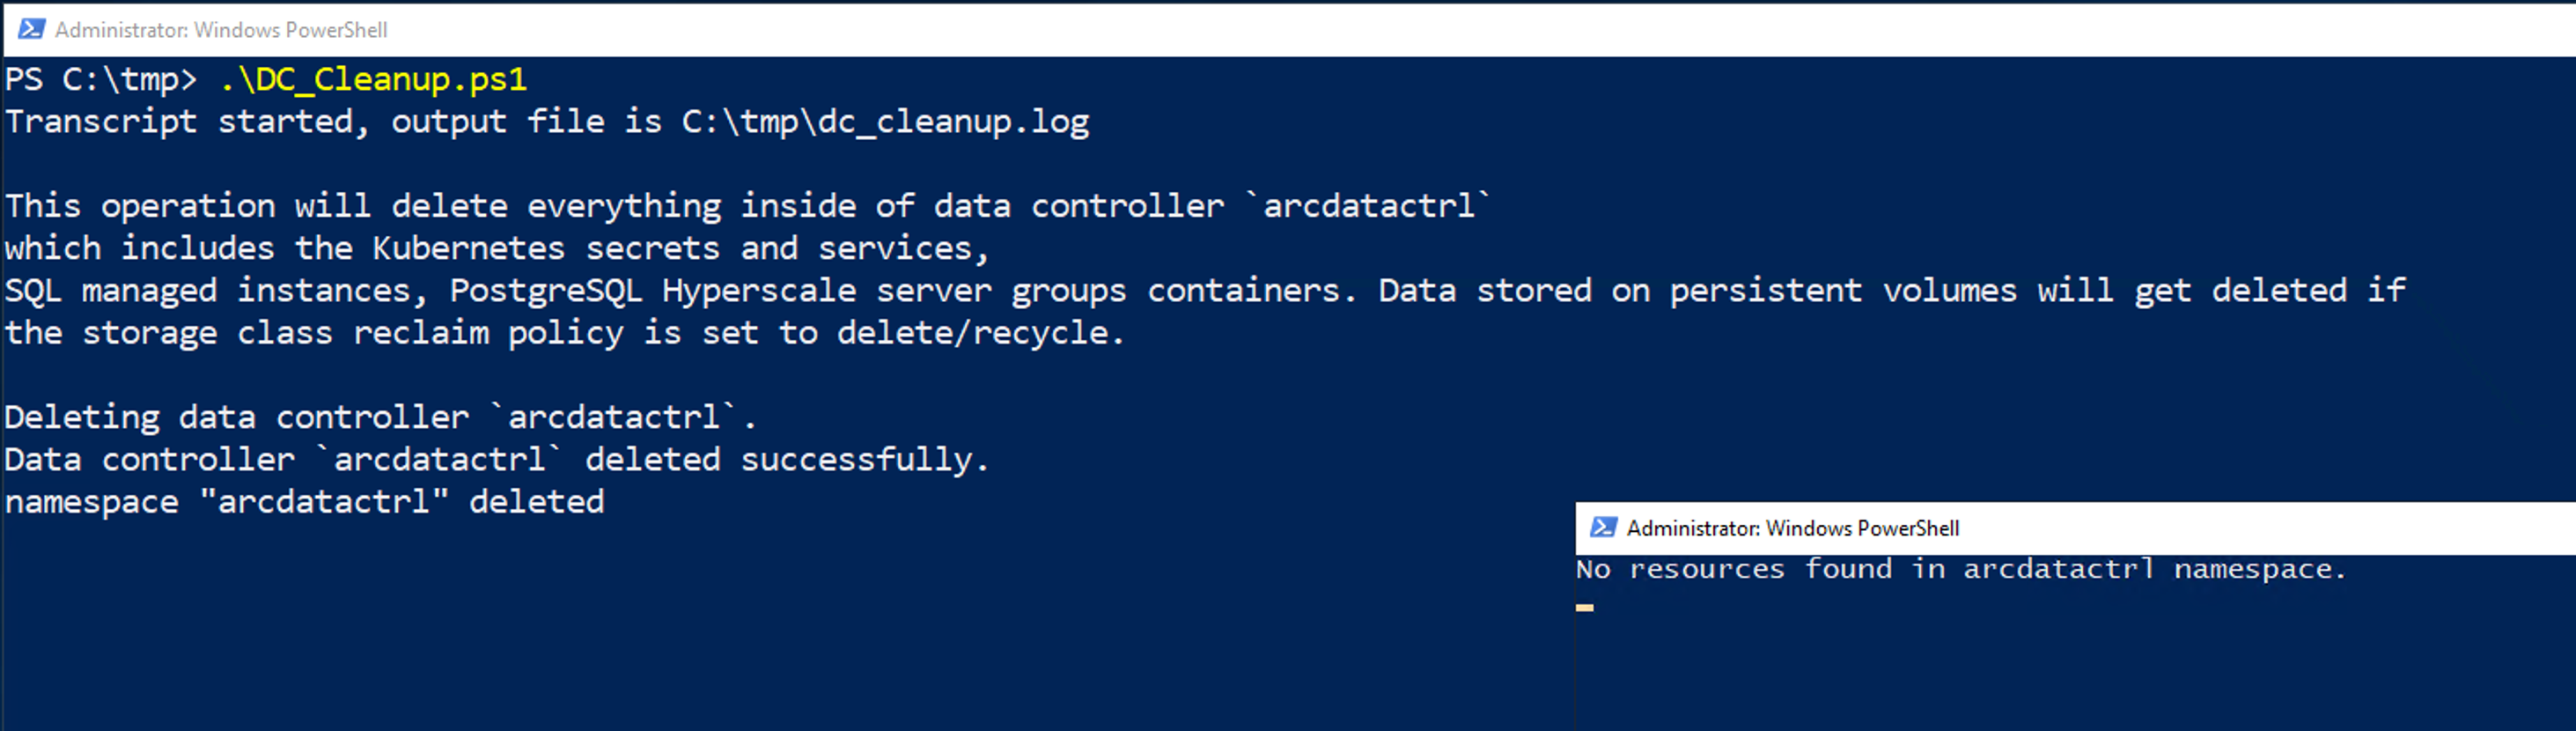 Administrator: Windows PowerShell
PS C:\tmp> .\DC_Cleanup.ps1
Transcript started, output file is C:\tmp\dc_cleanup.log
This operation will delete everything inside of data controller `arcdatactrl`
which includes the Kubernetes secrets and services,
SQL managed instances, PostgreSQL Hyperscale server groups containers. Data stored on persistent volumes will get deleted if
the storage class reclaim policy is set to delete/recycle.
Deleting data controller `arcdatactrl`.
Data controller `arcdatactrl` deleted successfully.
namespace "arcdatactrl" deleted
Administrator: Windows PowerShell
No resources found in arcdatactrl namespace.